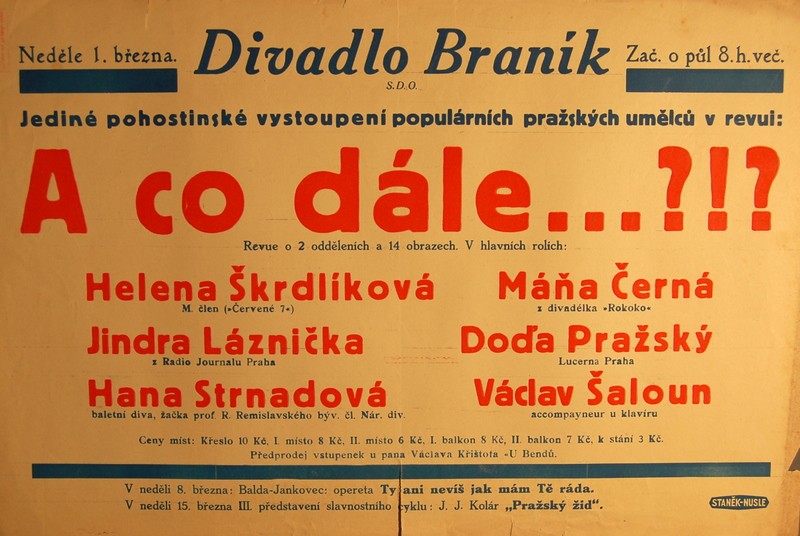 Neděle 1. března.
Divadlo Braník
S.D.O.
Zač. o půl 8.h.več.
Jediné pohostinské vystoupení populárních pražských umělců v revui:
A co dále...?!?
Revue o 2 odděleních a 14 obrazech. V hlavních rolích:
Helena Škrdlíková
M. člen (»Červené 7«)
Máňa Černá
z divadélka »Rokoko«
Jindra Láznička
z Radio Journalu Praha
Doďa Pražský
Lucerna Praha
Hana Strnadová
baletní diva, žačka prof. R. Remislavského býv. čl. Nár. div.
Václav Šaloun
accompayneur u klavíru
Ceny míst: Křeslo 10 Kč, I. místo 8 Kč, II. místo 6 Kč, I. balkon 8 Kč, II. balkon 7 Kč, k stání 3 Kč.
Předprodej vstupenek u pana Václava Křištota »U Bendů.
V neděli 8. března: Balda-Jankovec: opereta Ty ani nevíš jak mám Tě ráda.
V neděli 15. března III. představení slavnostního cyklu: J. J. Kolár „Pražský žid".
STANĚK-NUSLE